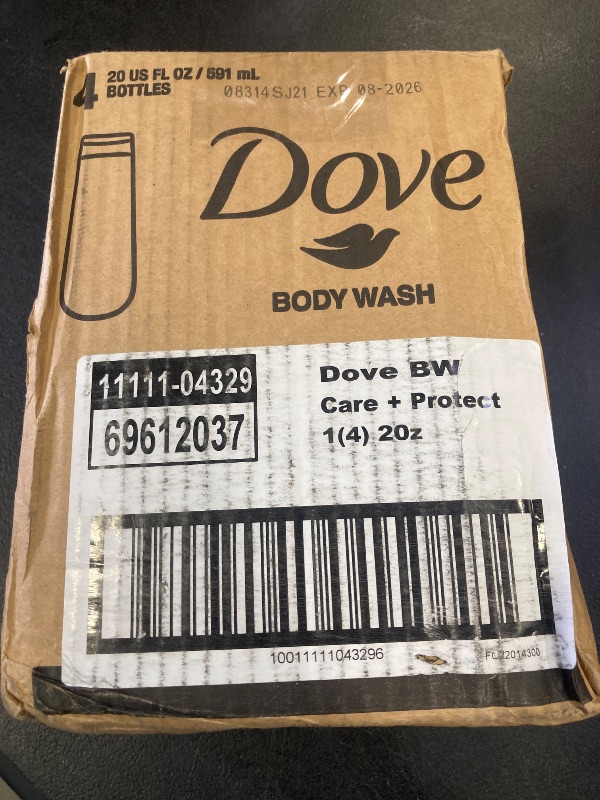 4 20 US FL OZ / 591 mL
BOTTLES
08314SJ21 EXP 08-2026
Dove
BODY WASH
11111-04329
69612037
Dove BW
Care + Protect
1(4) 20z
10011111043296
FC22014300